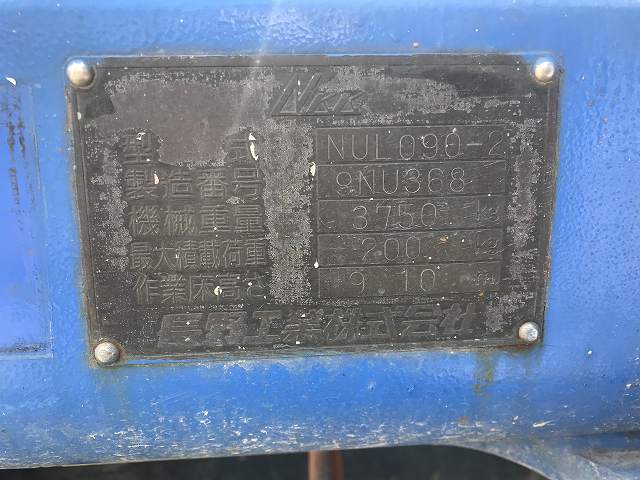 NKK
型式 NUL090-2
製造番号 9NU368
機械重量 3750 kg
最大積載荷重 200 kg
作業床高さ 9.10 m
長野工業株式会社